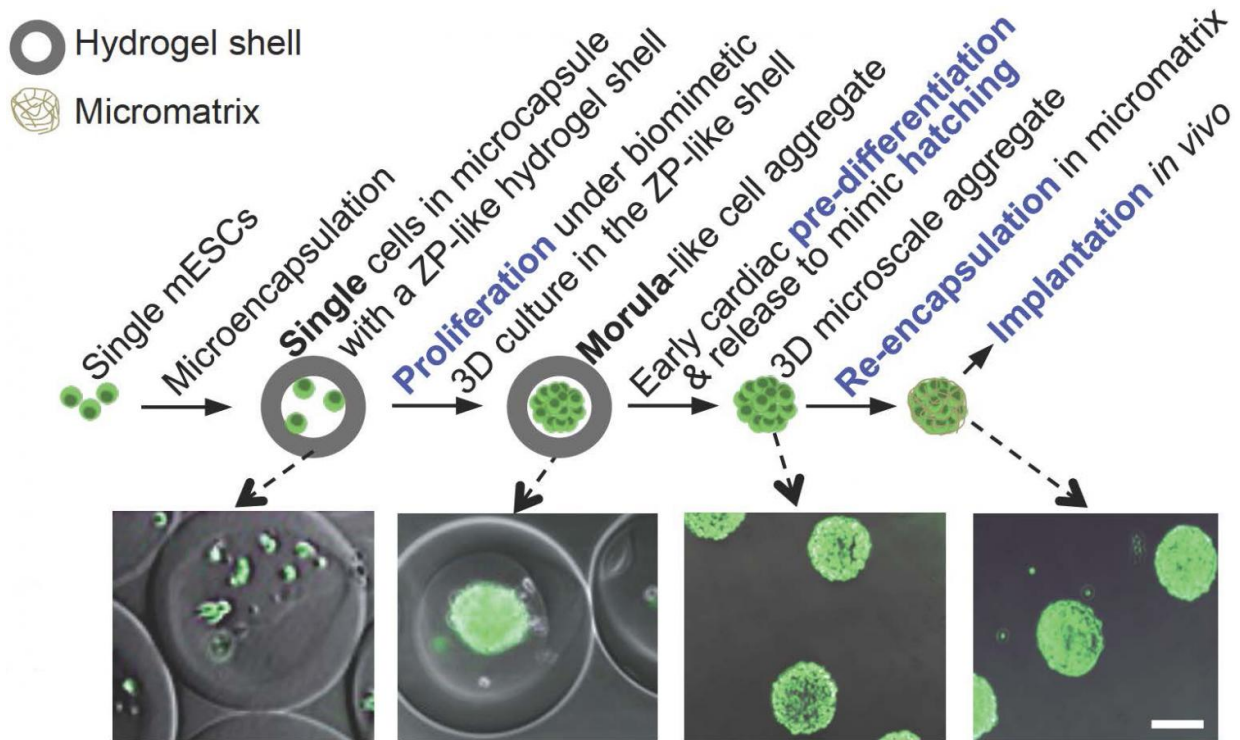 Hydrogel shell
Micromatrix
Single mESCs
Microencapsulation
Single cells in microcapsule
with a ZP-like hydrogel shell
Proliferation under biomimetic
3D culture in the ZP-like shell
Morula-like cell aggregate
Early cardiac pre-differentiation
& release to mimic hatching
3D microscale aggregate
Re-encapsulation in micromatrix
Implantation in vivo